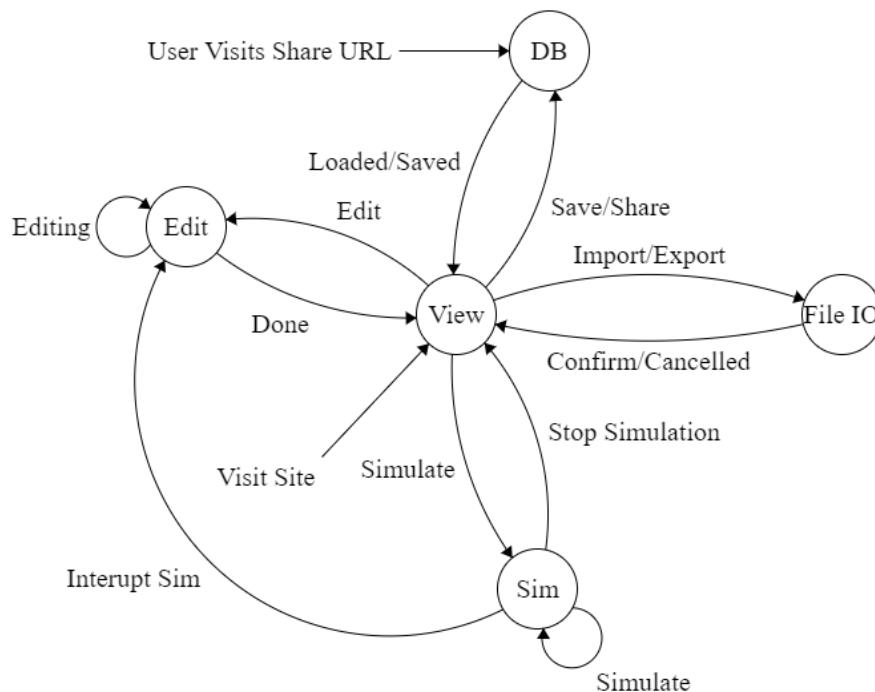 User Visits Share URL
DB
Loaded/Saved
Save/Share
Edit
Editing
Edit
Import/Export
View
File IO
Done
Confirm/Cancelled
Stop Simulation
Simulate
Visit Site
Interupt Sim
Sim
Simulate